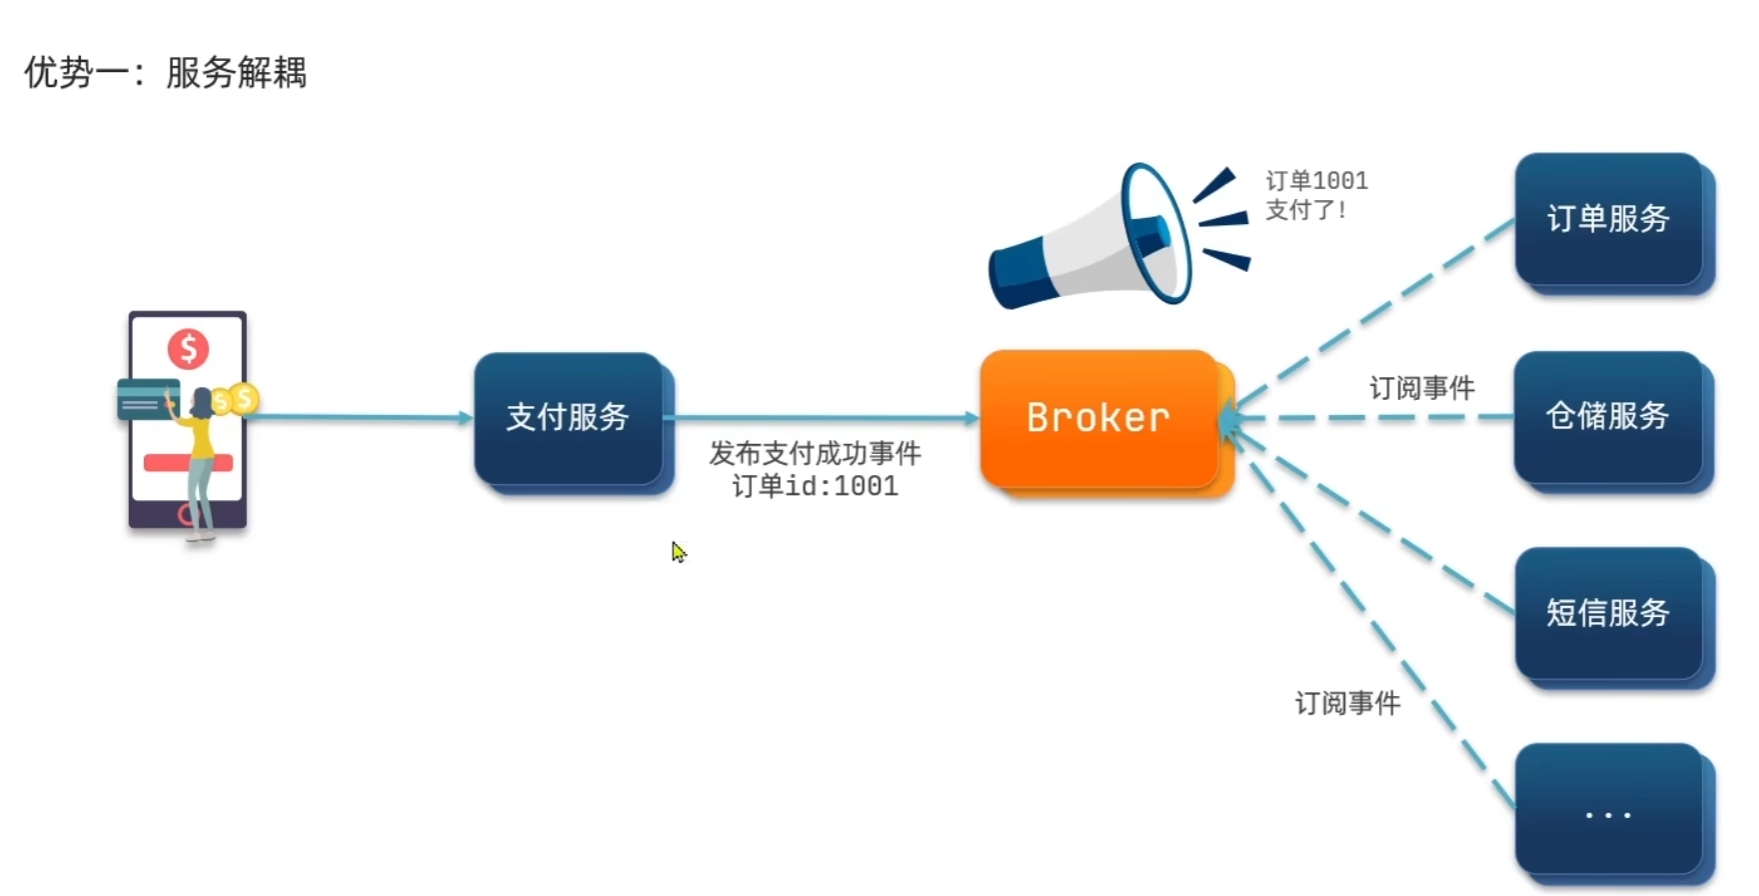 优势一：服务解耦
订单1001
支付了！
订单服务
$
$
$
支付服务
发布支付成功事件
订单id:1001
Broker
订阅事件
仓储服务
短信服务
订阅事件
...